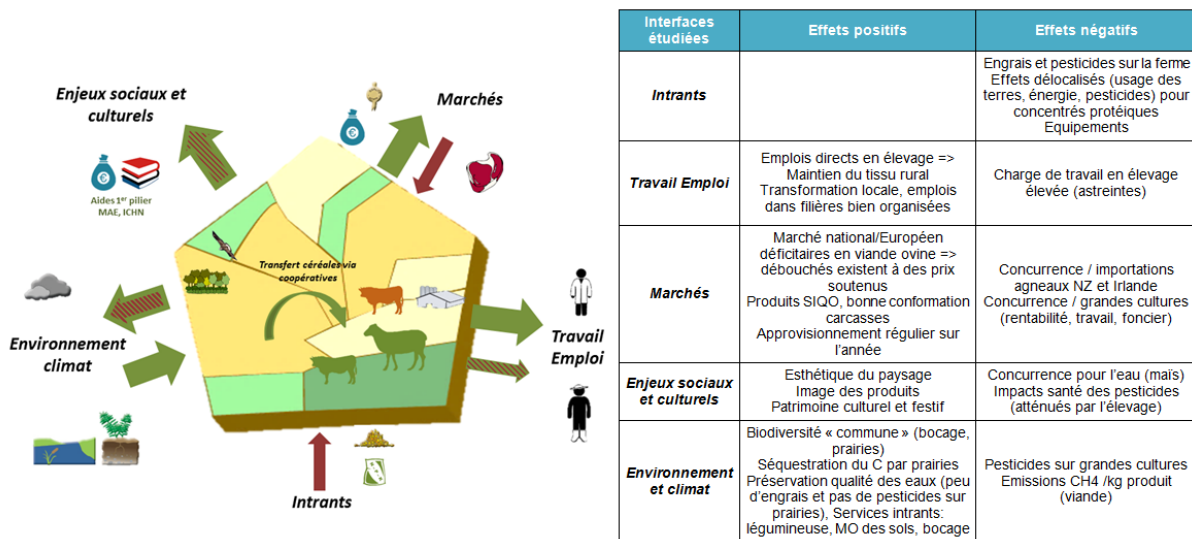 Enjeux sociaux et
culturels
Marchés
Aides 1er pilier
MAE, ICHN
Transfert céréales via
coopératives
Environnement
climat
Travail
Emploi
Intrants
Interfaces
étudiées
Effets positifs
Effets négatifs
Intrants
Engrais et pesticides sur la ferme
Effets délocalisés (usage des
terres, énergie, pesticides) pour
concentrés protéiques
Equipements
Travail Emploi
Emplois directs en élevage =>
Maintien du tissu rural
Transformation locale, emplois
dans filières bien organisées
Charge de travail en élevage
élevée (astreintes)
Marchés
Marché national/Européen
déficitaires en viande ovine =>
débouchés existent à des prix
soutenus
Produits SIQO, bonne conformation
carcasses
Approvisionnement régulier sur
l'année
Concurrence / importations
agneaux NZ et Irlande
Concurrence / grandes cultures
(rentabilité, travail, foncier)
Enjeux sociaux
et culturels
Esthétique du paysage
Image des produits
Patrimoine culturel et festif
Concurrence pour l'eau (maïs)
Impacts santé des pesticides
(atténués par l'élevage)
Environnement
et climat
Biodiversité « commune » (bocage,
prairies)
Séquestration du C par prairies
Préservation qualité des eaux (peu
d'engrais et pas de pesticides sur
prairies), Services intrants:
légumineuse, MO des sols, bocage
Pesticides sur grandes cultures
Emissions CH4 /kg produit
(viande)